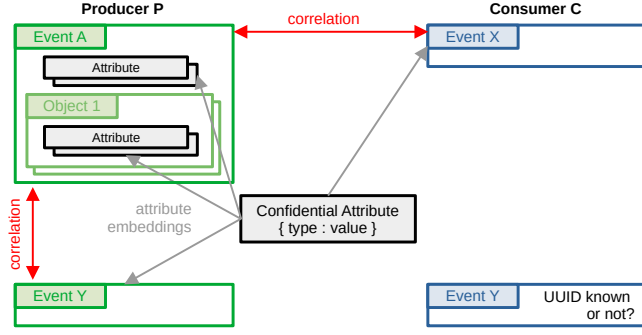 Producer P
Consumer C
correlation
Event A
Event X
Attribute
Object 1
Attribute
correlation
attribute
embeddings
Confidential Attribute
{ type : value }
Event Y
Event Y
UUID known
or not?